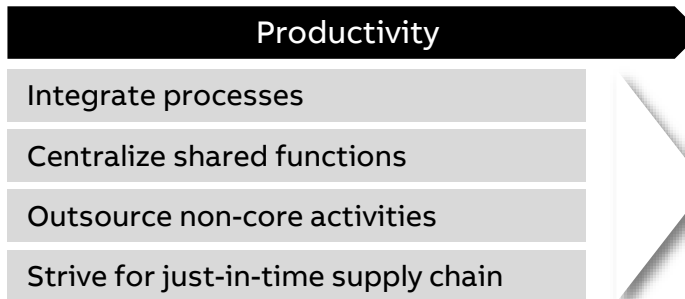 Productivity
Integrate processes
Centralize shared functions
Outsource non-core activities
Strive for just-in-time supply chain